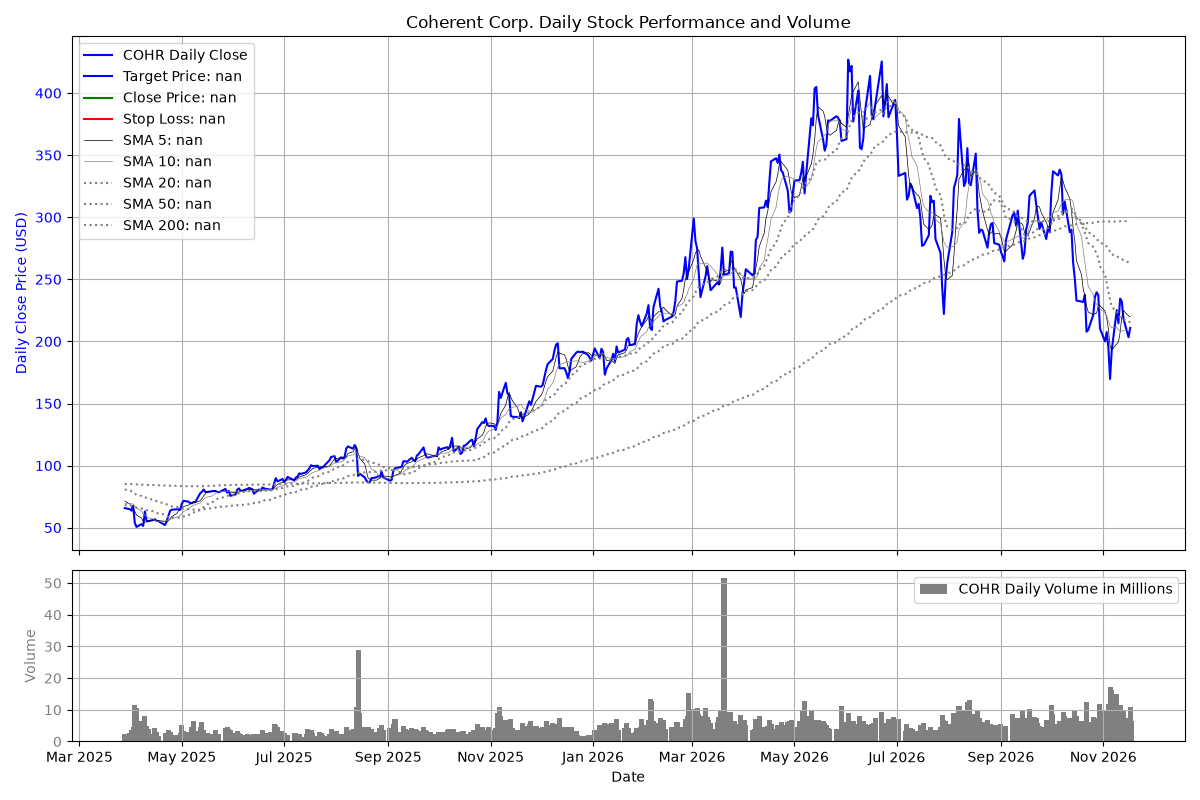 Coherent Corp. Daily Stock Performance and Volume
COHR Daily Close
Target Price: nan
Close Price: nan
Stop Loss: nan
SMA 5: nan
SMA 10: nan
SMA 20: nan
SMA 50: nan
SMA 200: nan
Daily Close Price (USD)
400
350
300
250
200
150
100
50
COHR Daily Volume in Millions
Volume
50
40
30
20
10
0
Mar 2025
May 2025
Jul 2025
Sep 2025
Nov 2025
Jan 2026
Mar 2026
May 2026
Jul 2026
Sep 2026
Nov 2026
Date